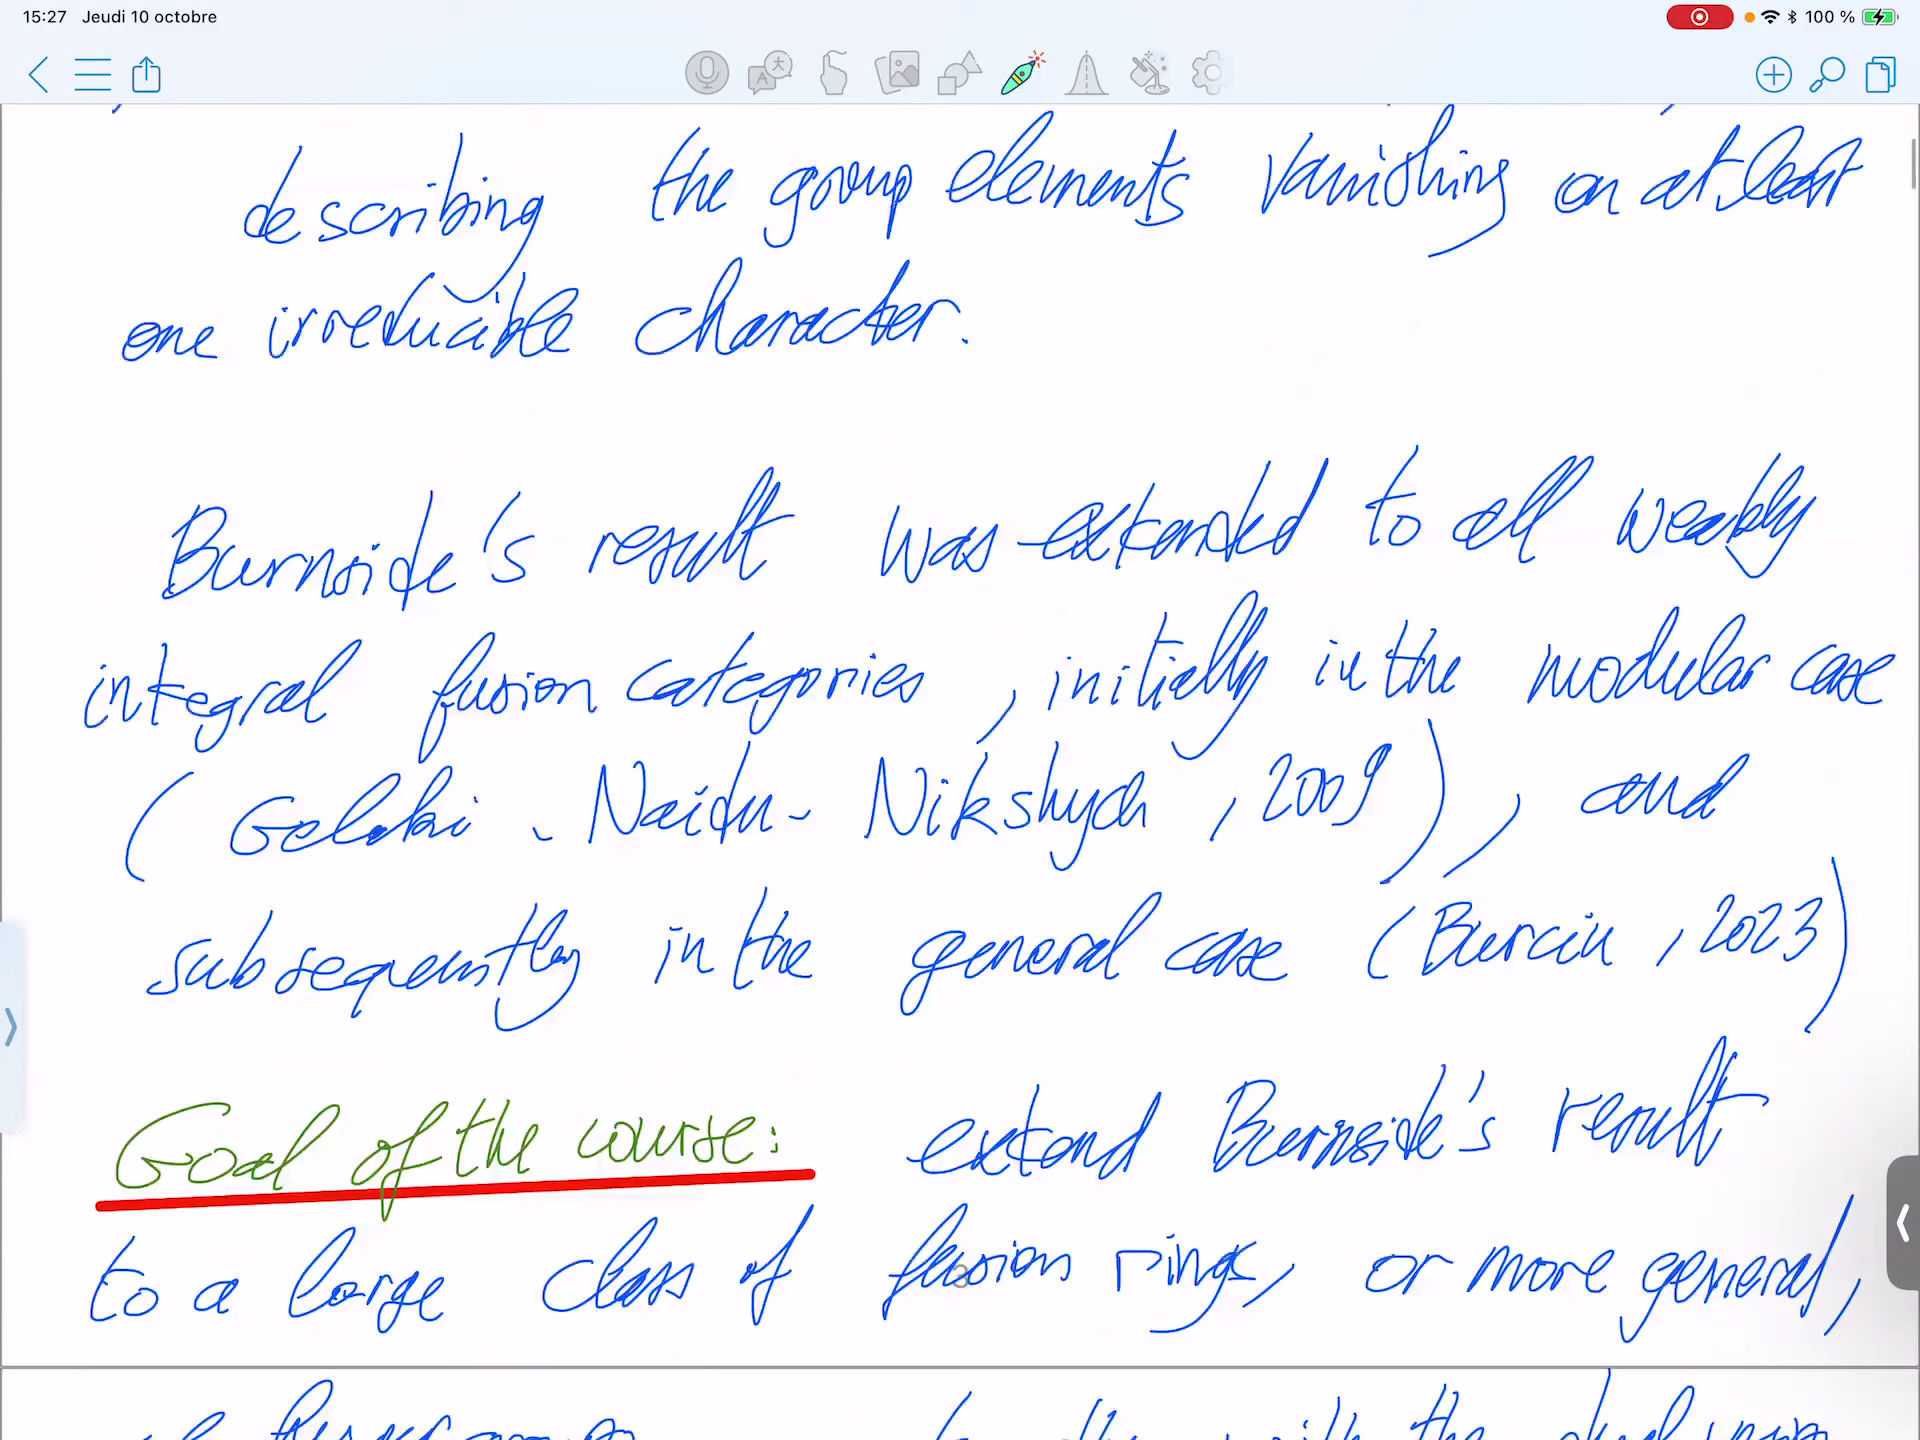 15:27 Jeudi 10 octobre 100 %
describing the group elements vanishing on at least
one irreducible character.
Burnside's result was extended to all weakly
integral fusion categories, initially in the modular case
(Gelaki - Naidu - Nikshych, 2009), and
subsequently in the general case (Burciu, 2023)
Goal of the course: extend Burnside's result
to a large class of fusion rings, or more general,
3